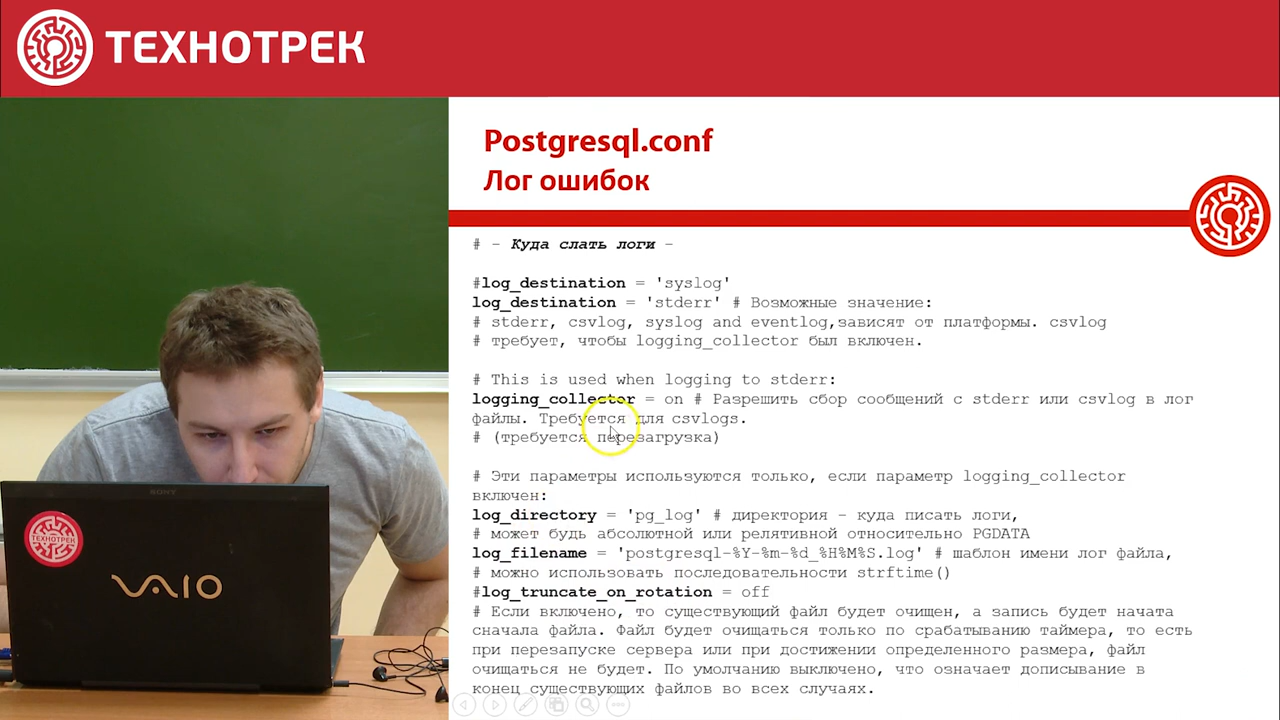 ТЕХНОТРЕК
Postgresql.conf
Лог ошибок
# - Куда слать логи -
#log_destination = 'syslog'
log_destination = 'stderr' # Возможные значение:
# stderr, csvlog, syslog and eventlog,зависят от платформы. csvlog
# требует, чтобы logging_collector был включен.
# This is used when logging to stderr:
logging_collector = on # Разрешить сбор сообщений с stderr или csvlog в лог
файлы. Требуется для csvlogs.
# (требуется перезагрузка)
# Эти параметры используются только, если параметр logging_collector
включен:
log_directory = 'pg_log' # директория - куда писать логи,
# может будь абсолютной или релятивной относительно PGDATA
log_filename = 'postgresql-%Y-%m-%d_%H%M%S.log' # шаблон имени лог файла,
# можно использовать последовательности strftime()
#log_truncate_on_rotation = off
# Если включено, то существующий файл будет очищен, а запись будет начата
сначала файла. Файл будет очищаться только по срабатыванию таймера, то есть
при перезапуске сервера или при достижении определенного размера, файл
очищаться не будет. По умолчанию выключено, что означает дописывание в
конец существующих файлов во всех случаях.
SONY
ТЕХНОТРЕК
VAIO